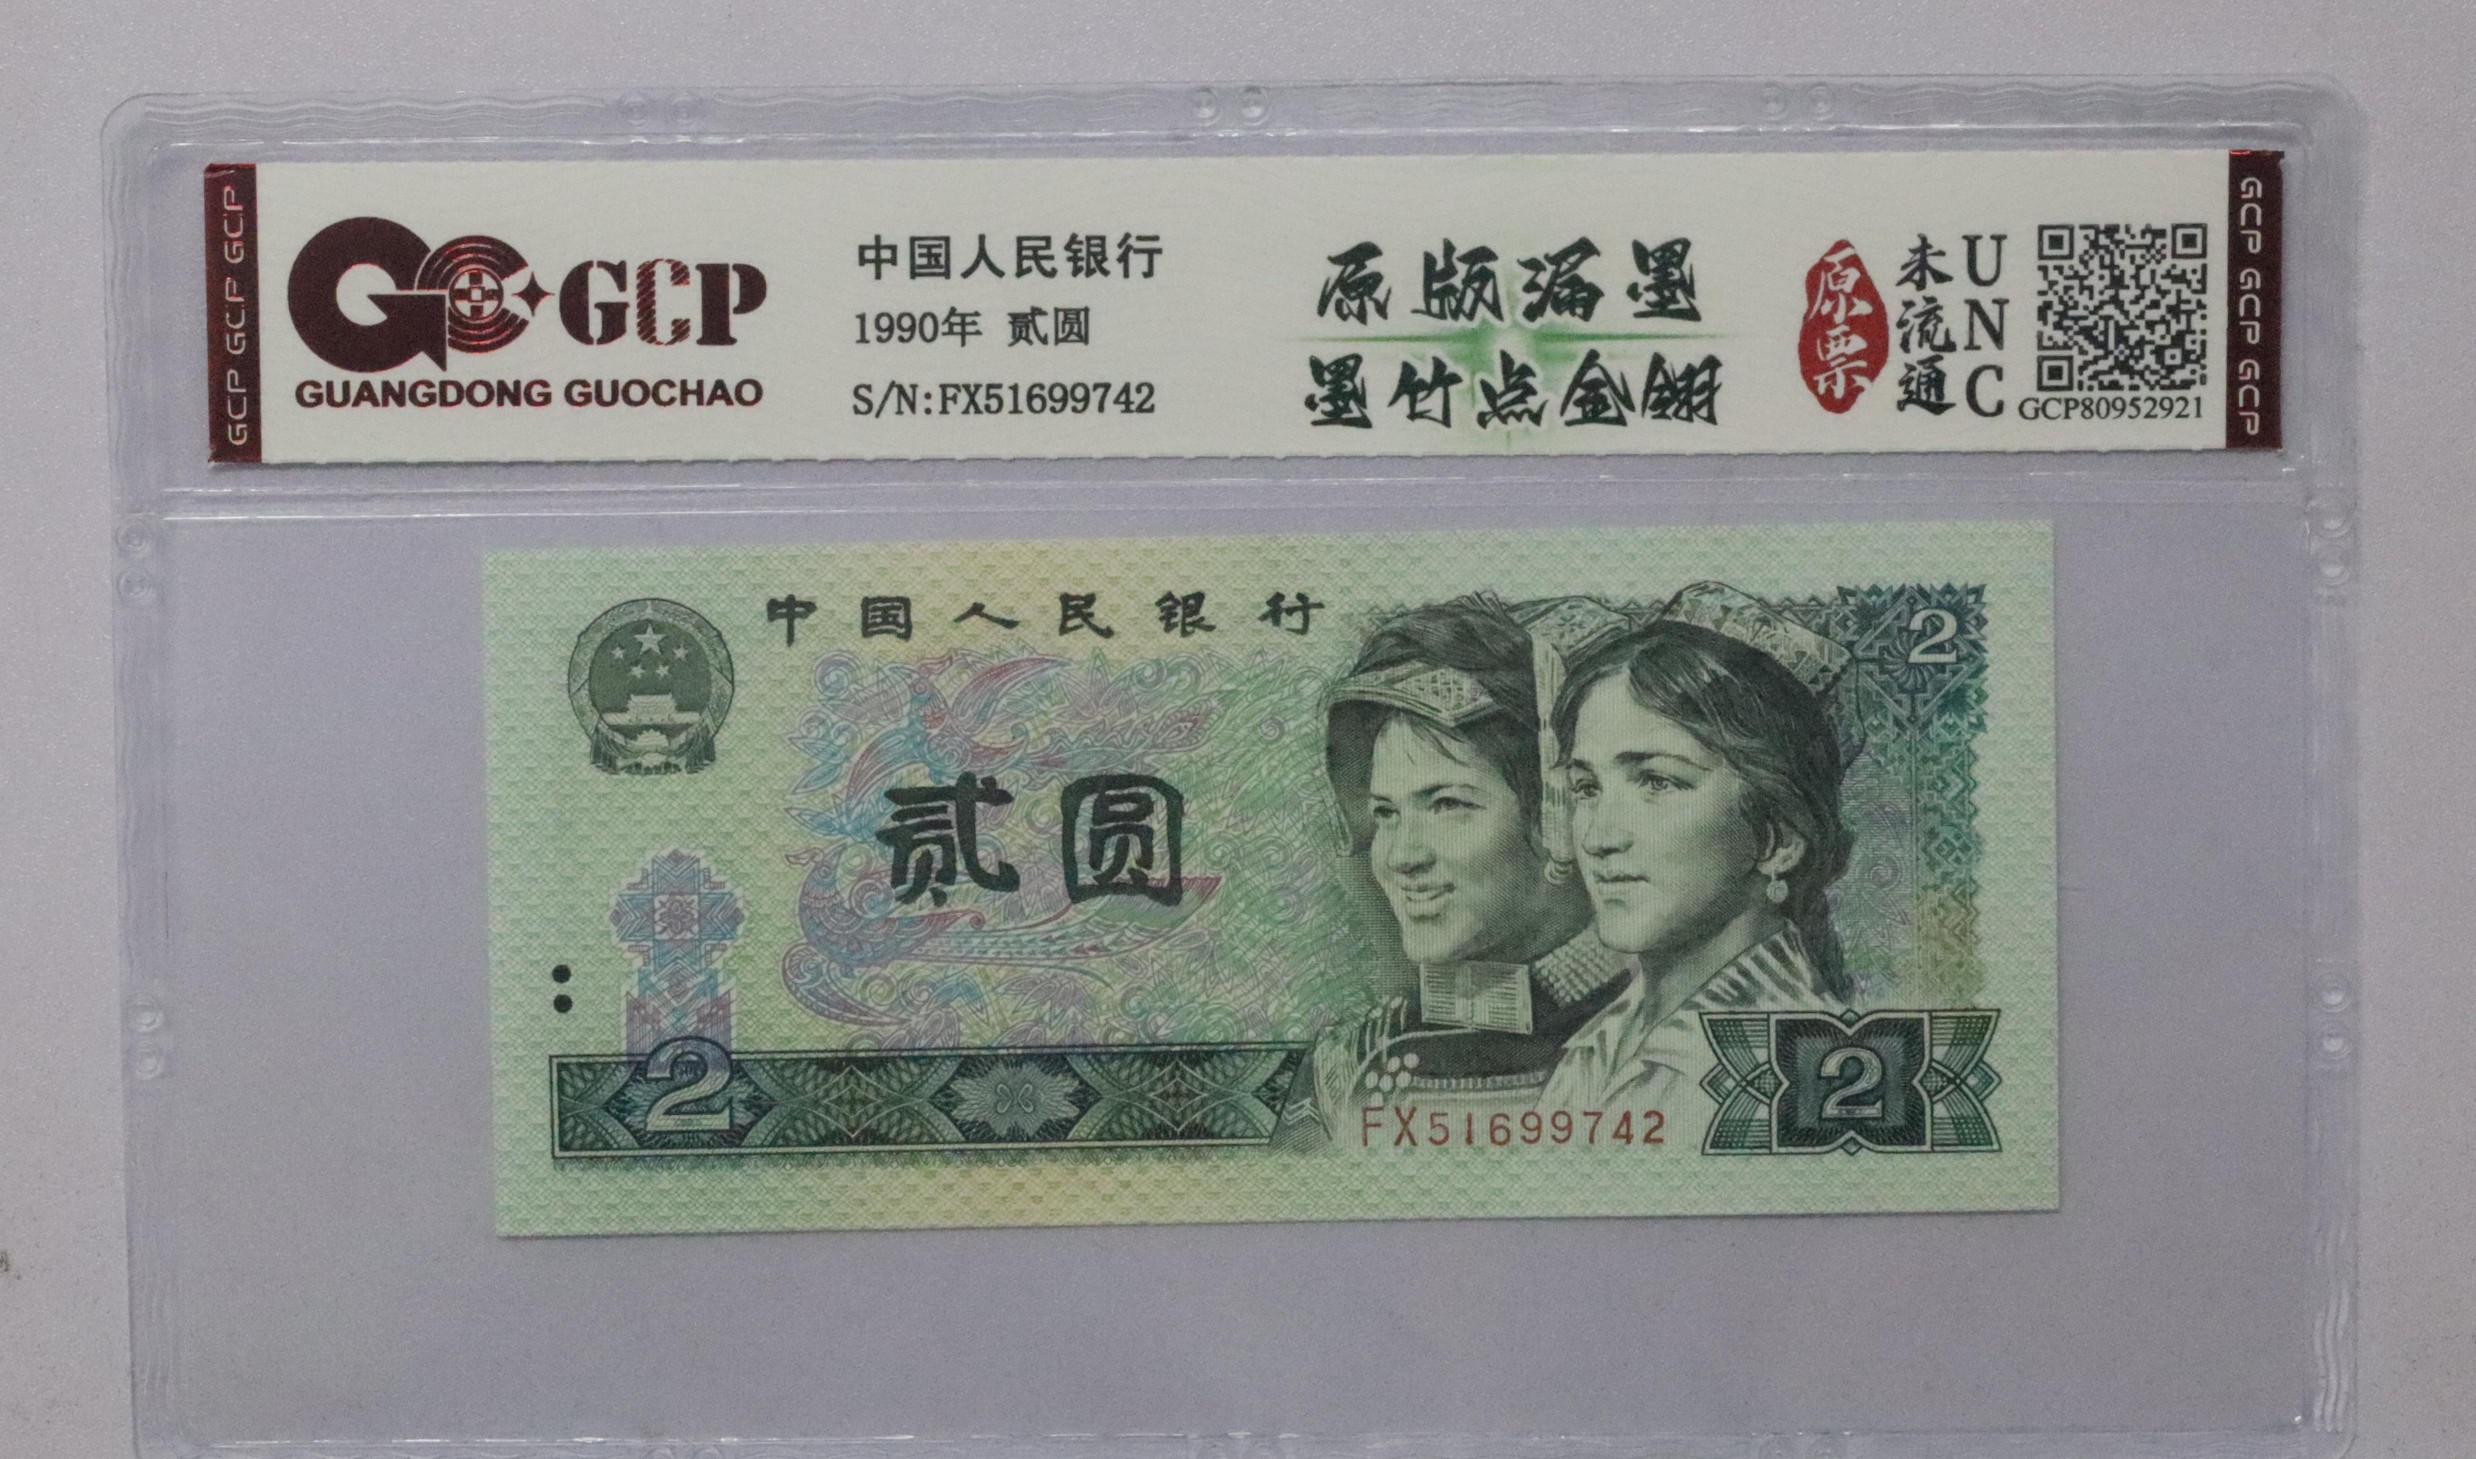 GCP GCP GCP
GCP
GUANGDONG GUOCHAO
中国人民银行
1990年 贰圆
S/N:FX51699742
原版漏墨
墨竹点金翎
原票
未流通
UNC
GCP80952921
GCP GCP GCP
中国人民银行
2
贰圆
2
FX51699742
2